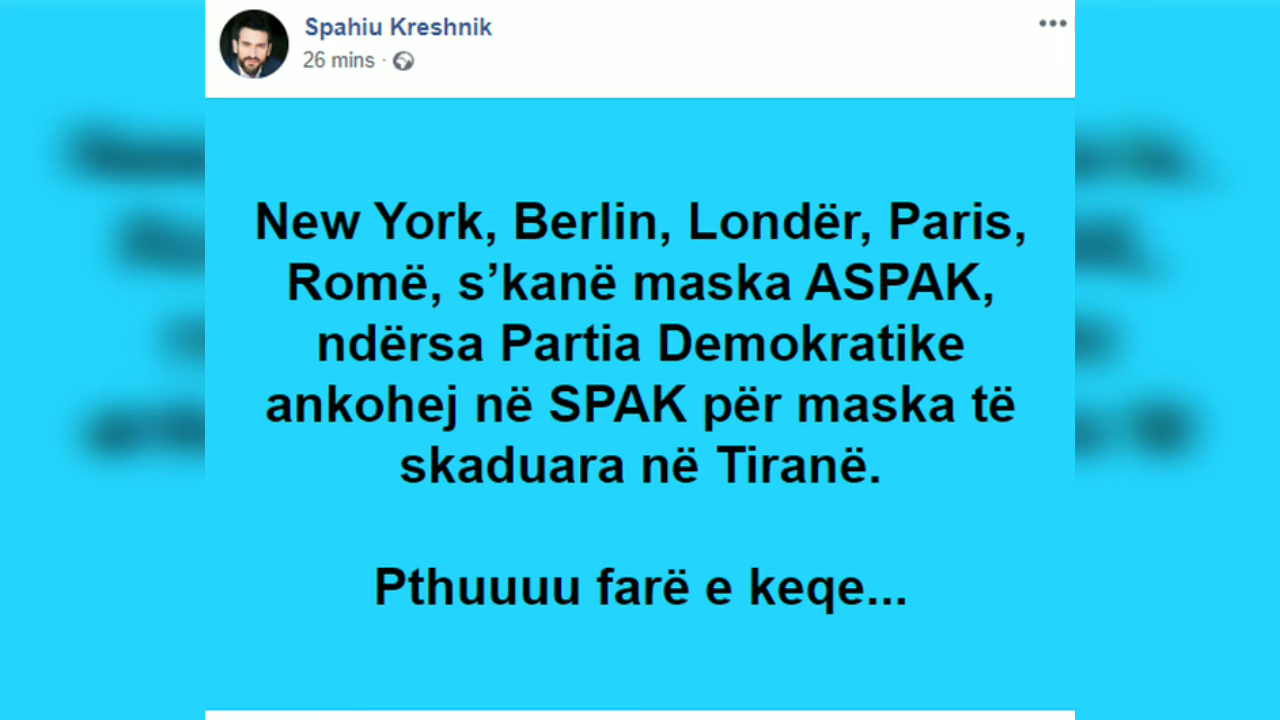 Spahiu Kreshnik
26 mins ·
New York, Berlin, Londër, Paris,
Romë, s’kanë maska ASPAK,
ndërsa Partia Demokratike
ankohej në SPAK për maska të
skaduara në Tiranë.
Pthuuuu farë e keqe...